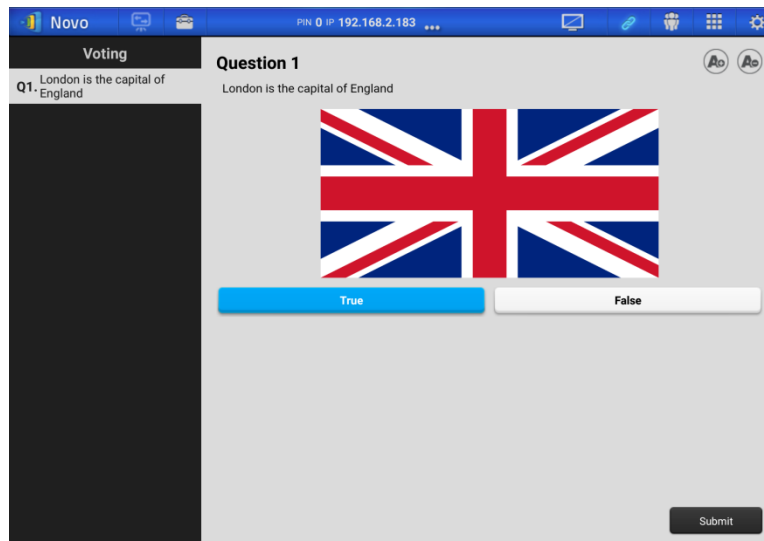 Novo
PIN 0 IP 192.168.2.183 ...
Voting
Q1. London is the capital of
England
Question 1
London is the capital of England
True
False
Submit